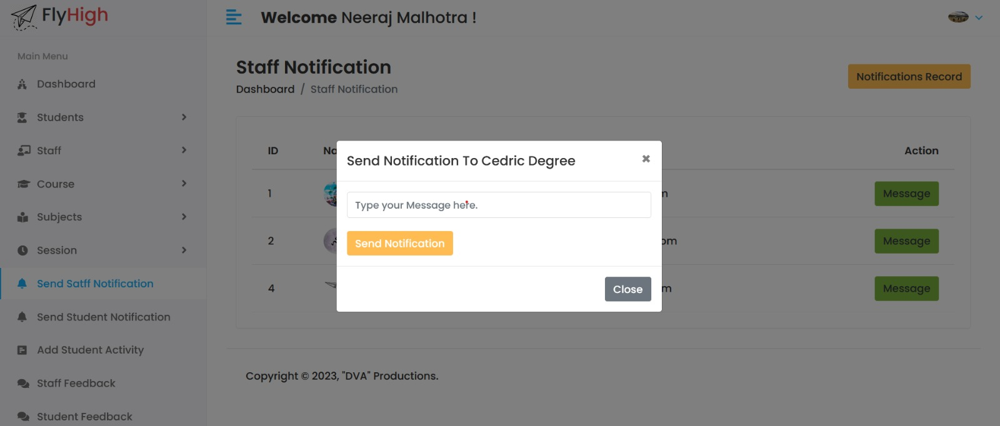 FlyHigh
Welcome Neeraj Malhotra !
Main Menu
Dashboard
Students
Staff
Course
Subjects
Session
Send Satff Notification
Send Student Notification
Add Student Activity
Staff Feedback
Student Feedback
Staff Notification
Dashboard / Staff Notification
Notifications Record
ID
Action
1
Message
2
Message
4
Message
Send Notification To Cedric Degree
Type your Message here.
Send Notification
Close
Copyright © 2023, "DVA" Productions.